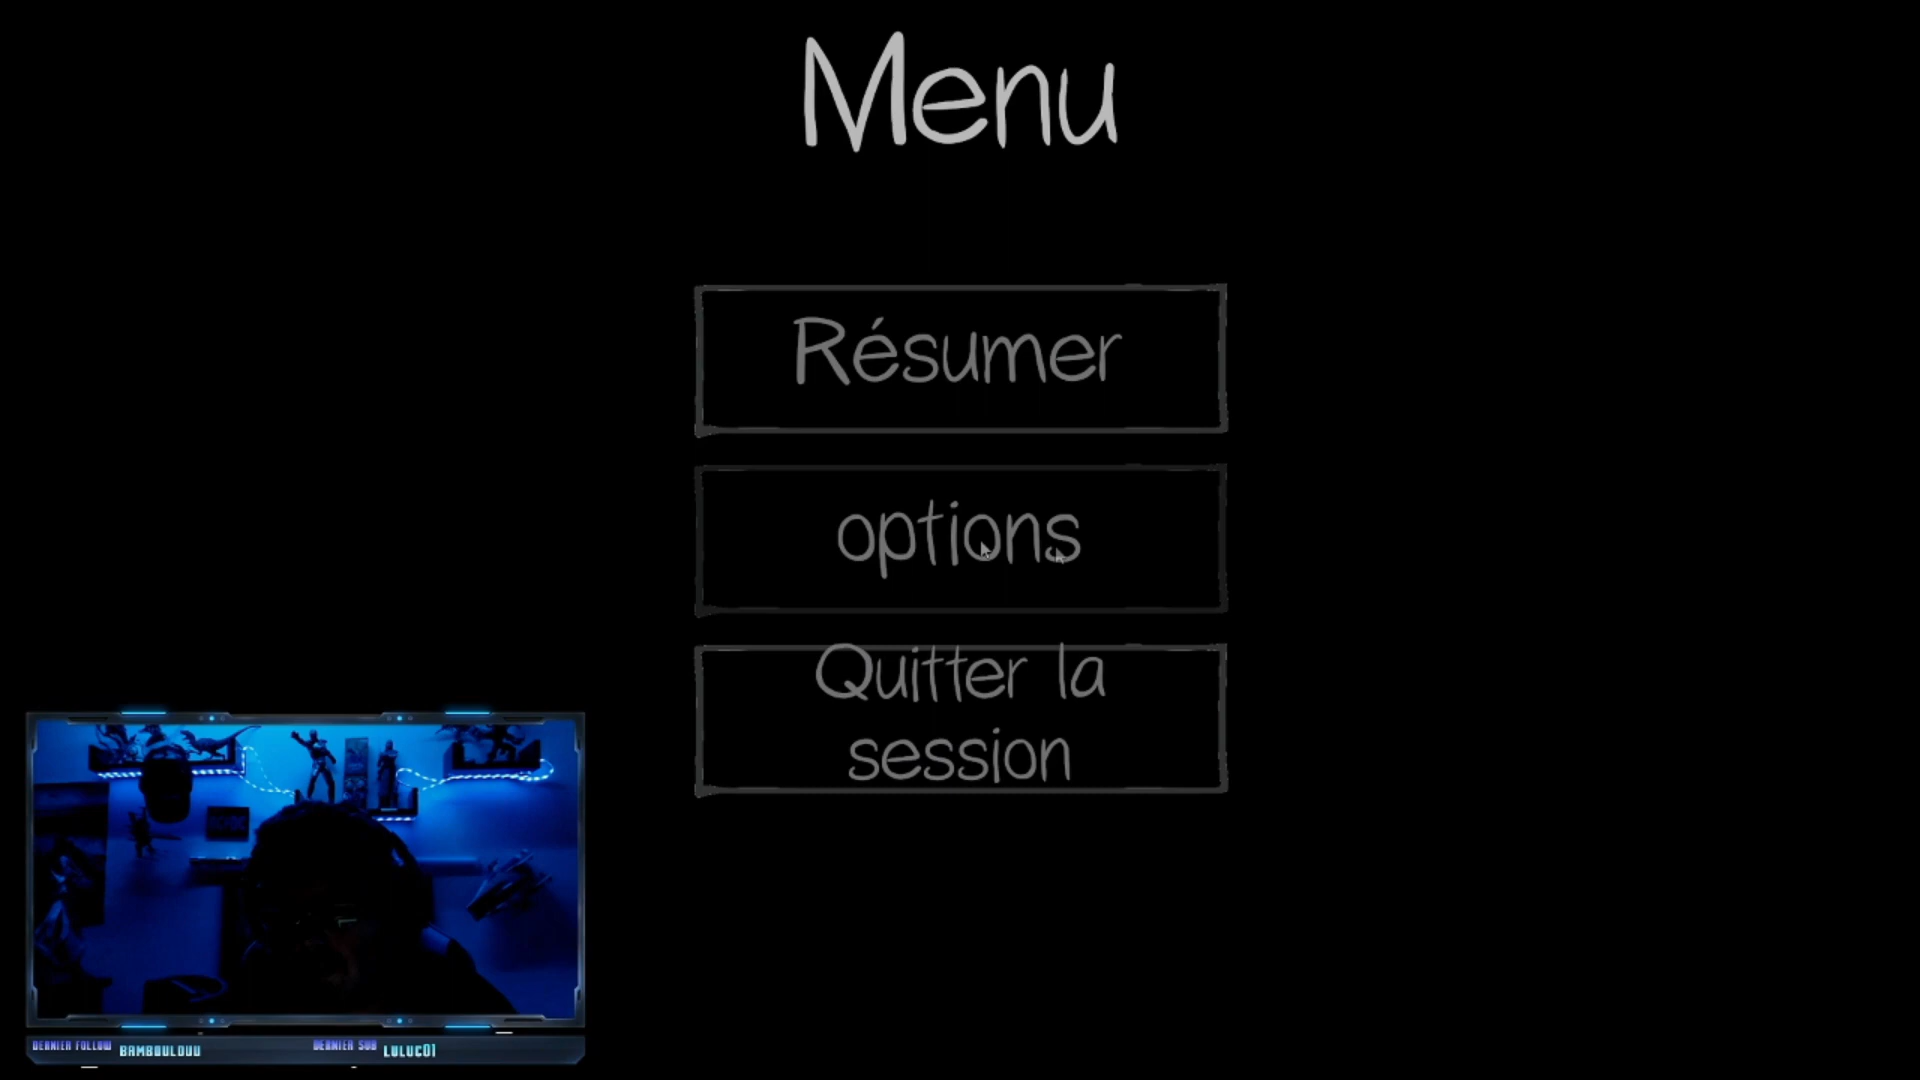 Menu
Résumer
options
Quitter la
session
DERNIER FOLLOW BAMBOULOUU
DERNIER SUB LULUC01